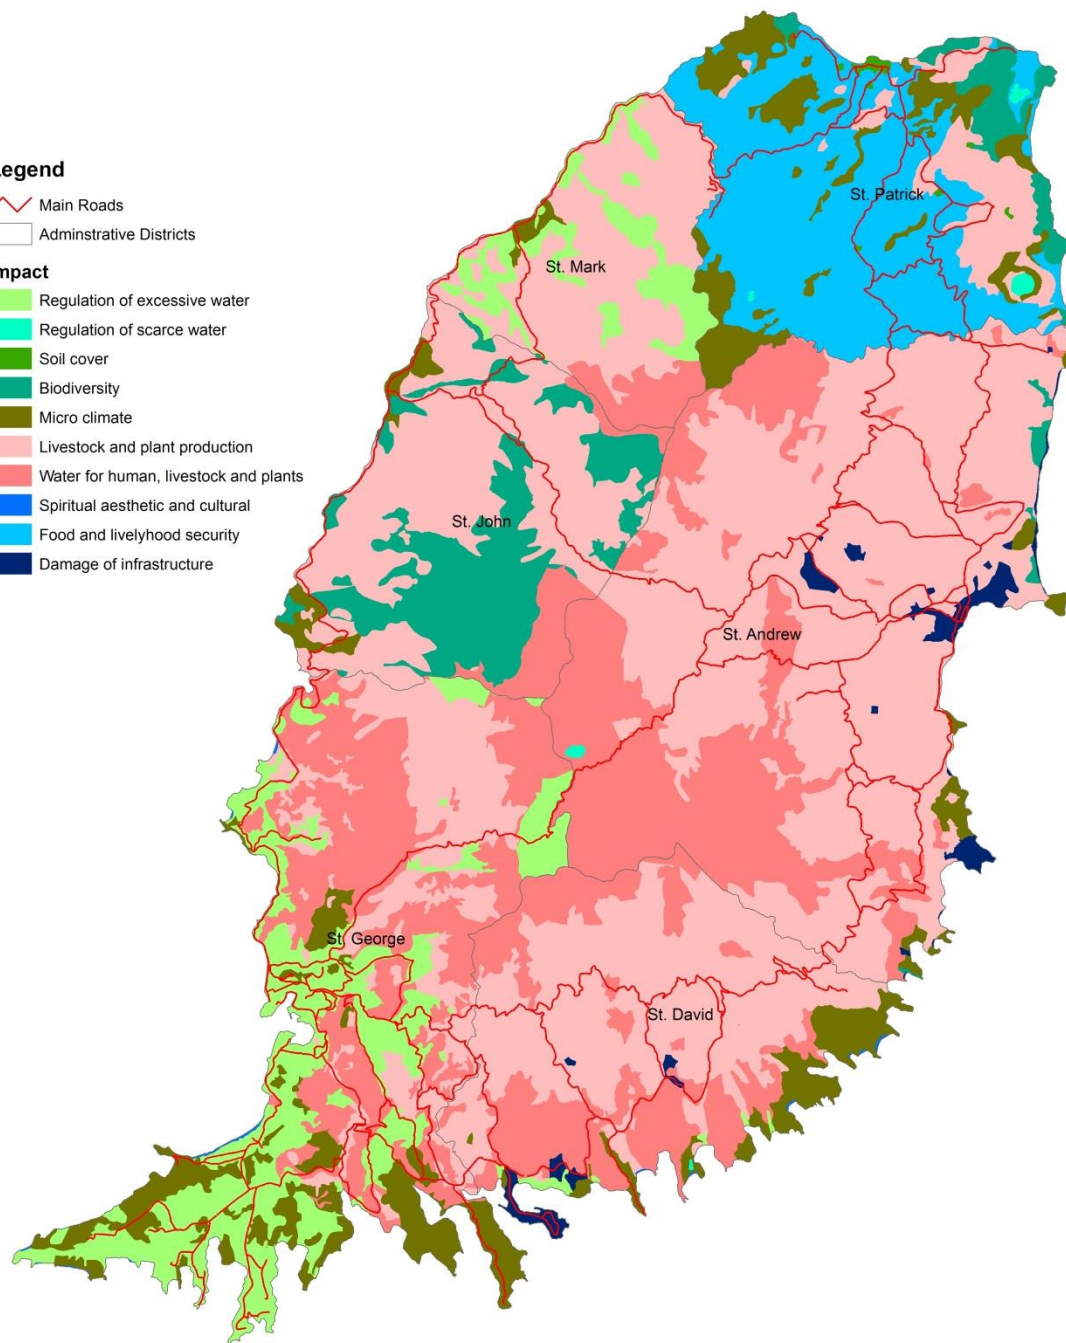 egend
Main Roads
Adminstrative Districts
mpact
Regulation of excessive water
Regulation of scarce water
Soil cover
Biodiversity
Micro climate
Livestock and plant production
Water for human, livestock and plants
Spiritual aesthetic and cultural
Food and livelyhood security
Damage of infrastructure
St. Patrick
St. Mark
St. John
St. Andrew
St. George
St. David